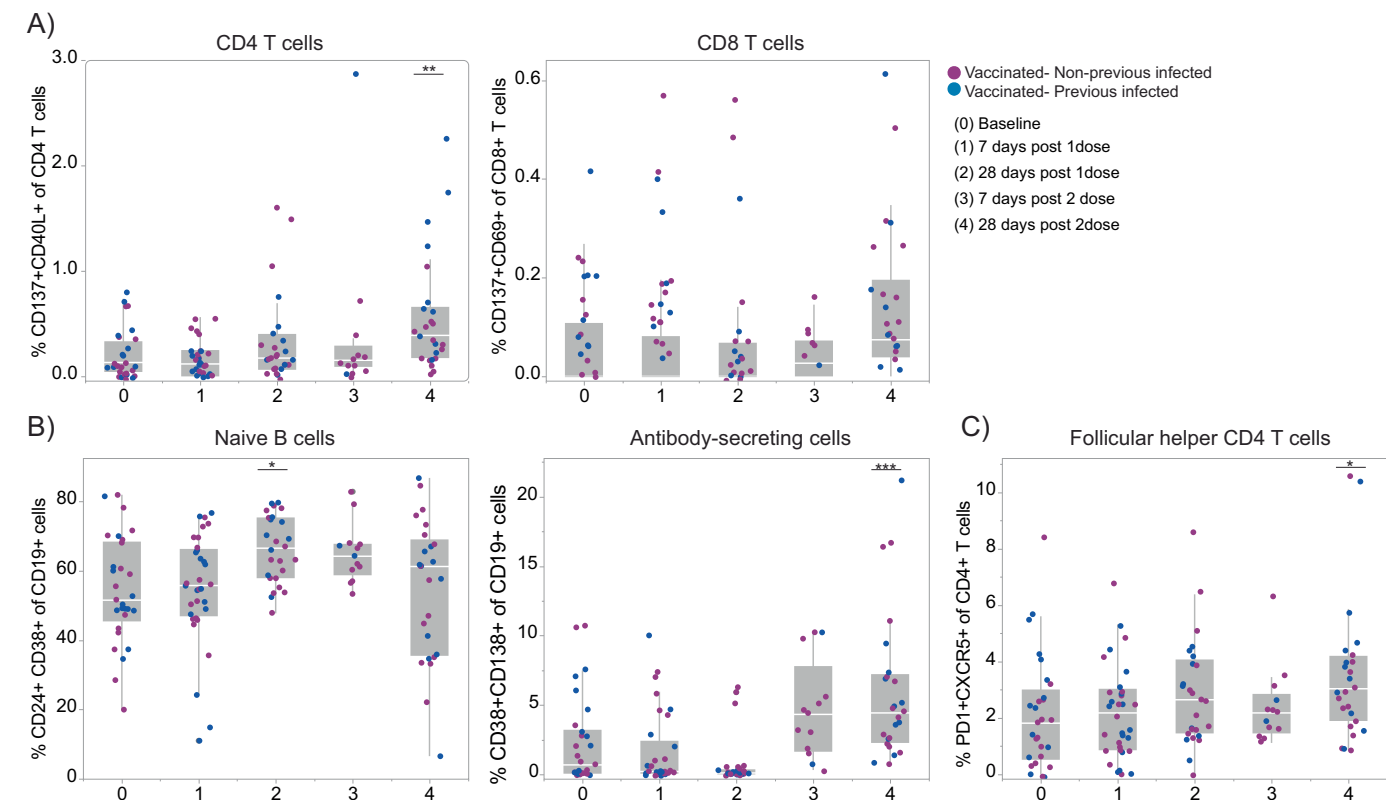 A)
CD4 T cells
% CD137+CD40L+ of CD4 T cells
3.0
2.0
1.0
0.0
**
0 1 2 3 4
CD8 T cells
% CD137+CD69+ of CD8+ T cells
0.6
0.4
0.2
0.0
0 1 2 3 4
Vaccinated- Non-previous infected
Vaccinated- Previous infected
(0) Baseline
(1) 7 days post 1dose
(2) 28 days post 1dose
(3) 7 days post 2 dose
(4) 28 days post 2dose
B)
Naive B cells
% CD24+ CD38+ of CD19+ cells
80
60
40
20
0
*
0 1 2 3 4
Antibody-secreting cells
% CD38+CD138+ of CD19+ cells
20
15
10
5
0
***
0 1 2 3 4
C)
Follicular helper CD4 T cells
% PD1+CXCR5+ of CD4+ T cells
10
8
6
4
2
0
*
0 1 2 3 4